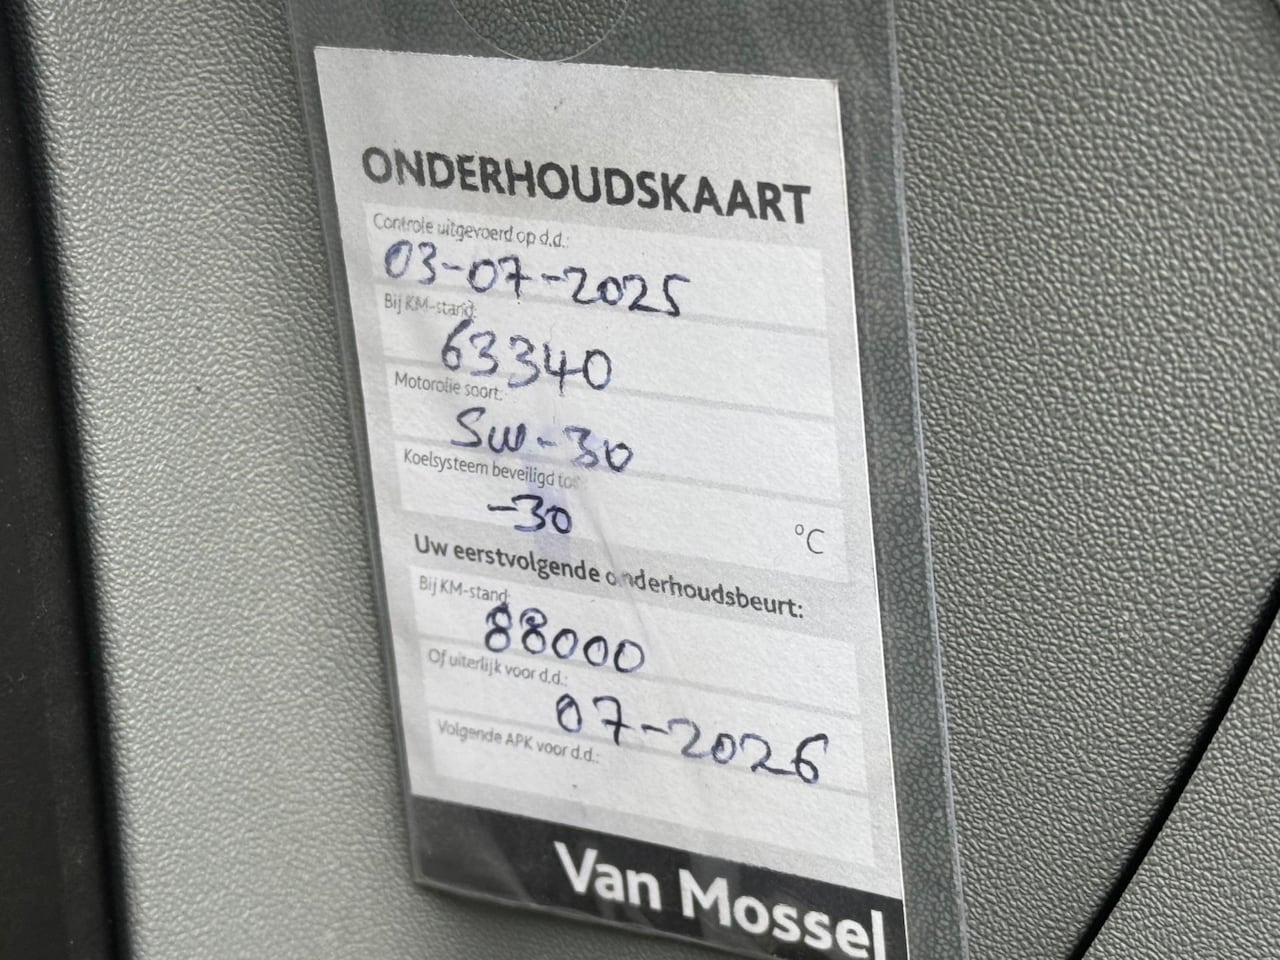 ONDERHOUDSKAART
Controle uitgevoerd op d.d.:
03-07-2025
Bij KM-stand:
63340
Motorolie soort:
5W-30
Koelsysteem beveiligd tot
-30 °C
Uw eerstvolgende onderhoudsbeurt:
Bij KM-stand:
88000
Of uiterlijk voor d.d.:
07-2026
Volgende APK voor d.d.:
Van Mossel